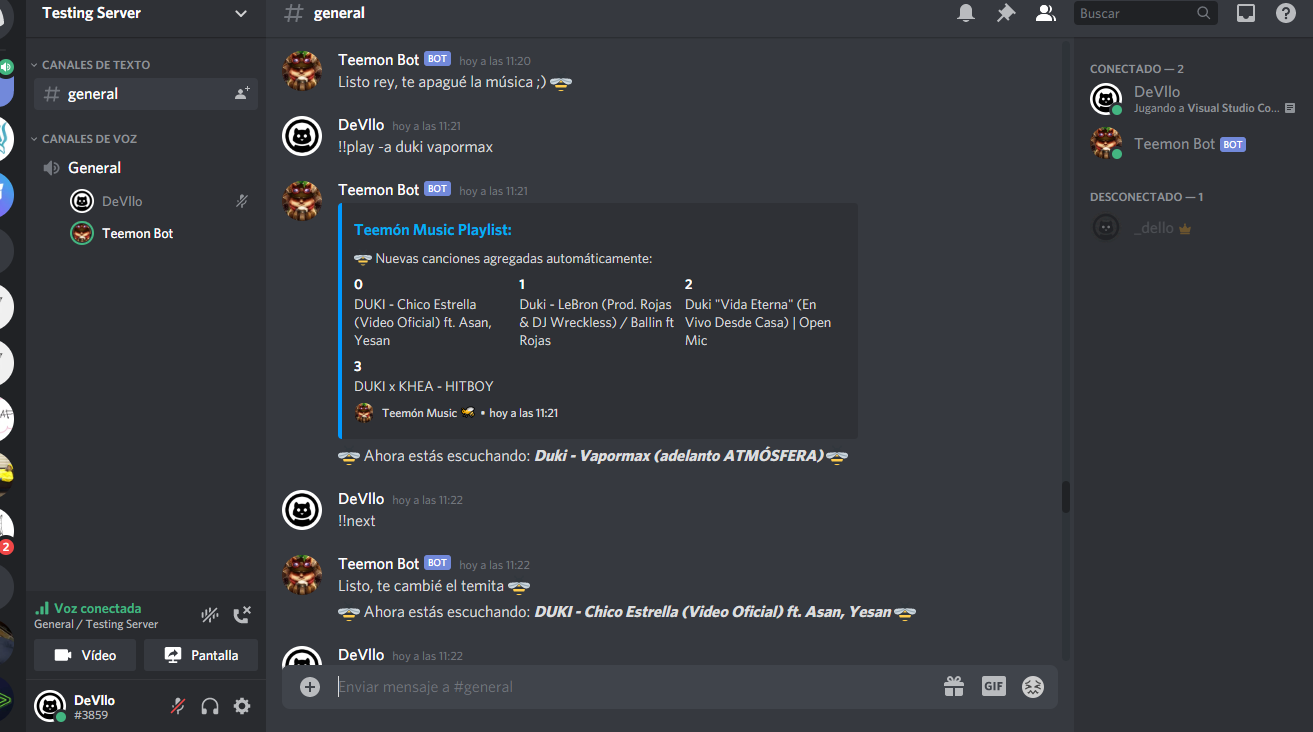 Testing Server
CANALES DE TEXTO
# general
CANALES DE VOZ
General
DeVllo
Teemon Bot
2
Voz conectada
General / Testing Server
Vídeo
Pantalla
DeVllo
#3859
# general
Buscar
Teemon Bot BOT hoy a las 11:20
Listo rey, te apagué la música ;)
DeVllo hoy a las 11:21
!!play -a duki vapormax
Teemon Bot BOT hoy a las 11:21
Teemón Music Playlist:
Nuevas canciones agregadas automáticamente:
0
DUKI - Chico Estrella
(Video Oficial) ft. Asan,
Yesan
1
Duki - LeBron (Prod. Rojas
& DJ Wreckless) / Ballin ft
Rojas
2
Duki "Vida Eterna" (En
Vivo Desde Casa) | Open
Mic
3
DUKI x KHEA - HITBOY
Teemón Music • hoy a las 11:21
Ahora estás escuchando: Duki - Vapormax (adelanto ATMÓSFERA)
DeVllo hoy a las 11:22
!!next
Teemon Bot BOT hoy a las 11:22
Listo, te cambié el temita
Ahora estás escuchando: DUKI - Chico Estrella (Video Oficial) ft. Asan, Yesan
DeVllo hoy a las 11:22
Enviar mensaje a #general
GIF
CONECTADO — 2
DeVllo
Jugando a Visual Studio Co...
Teemon Bot BOT
DESCONECTADO — 1
_dello